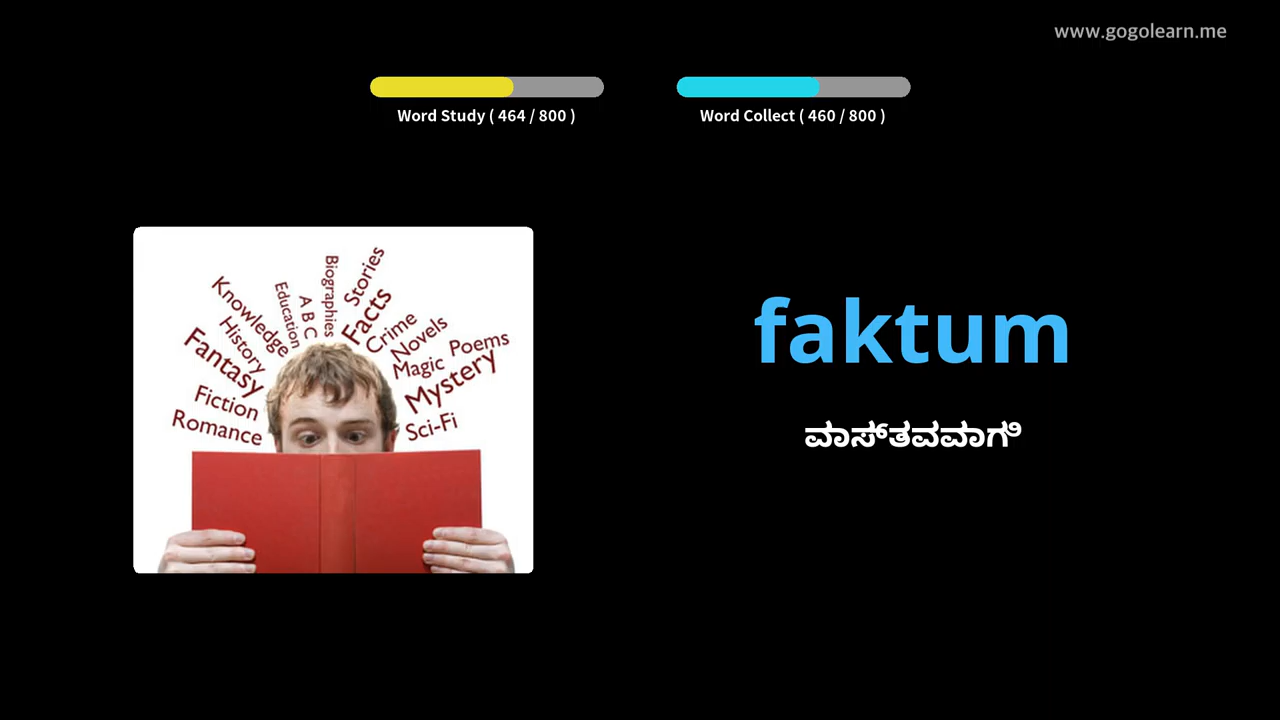 www.gogolearn.me
Word Study ( 464 / 800 )
Word Collect ( 460 / 800 )
Stories
Biographies
Facts
Education
A B C
Knowledge
Crime
Novels
History
Poems
Magic
Fantasy
Mystery
Fiction
Sci-Fi
Romance
faktum
ವಾಸ್ತವವಾಗಿ